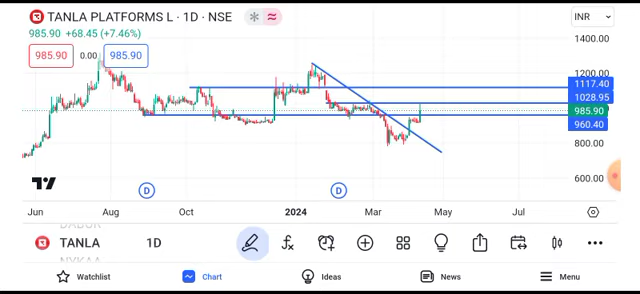 TANLA PLATFORMS L · 1D · NSE
INR
985.90 +68.45 (+7.46%)
985.90 0.00 985.90
1400.00
1117.40
1028.95
985.90
960.40
800.00
600.00
D D
Jun Aug Oct 2024 Mar May Jul
DABUR
TANLA 1D
NYKAA
Watchlist Chart Ideas News Menu